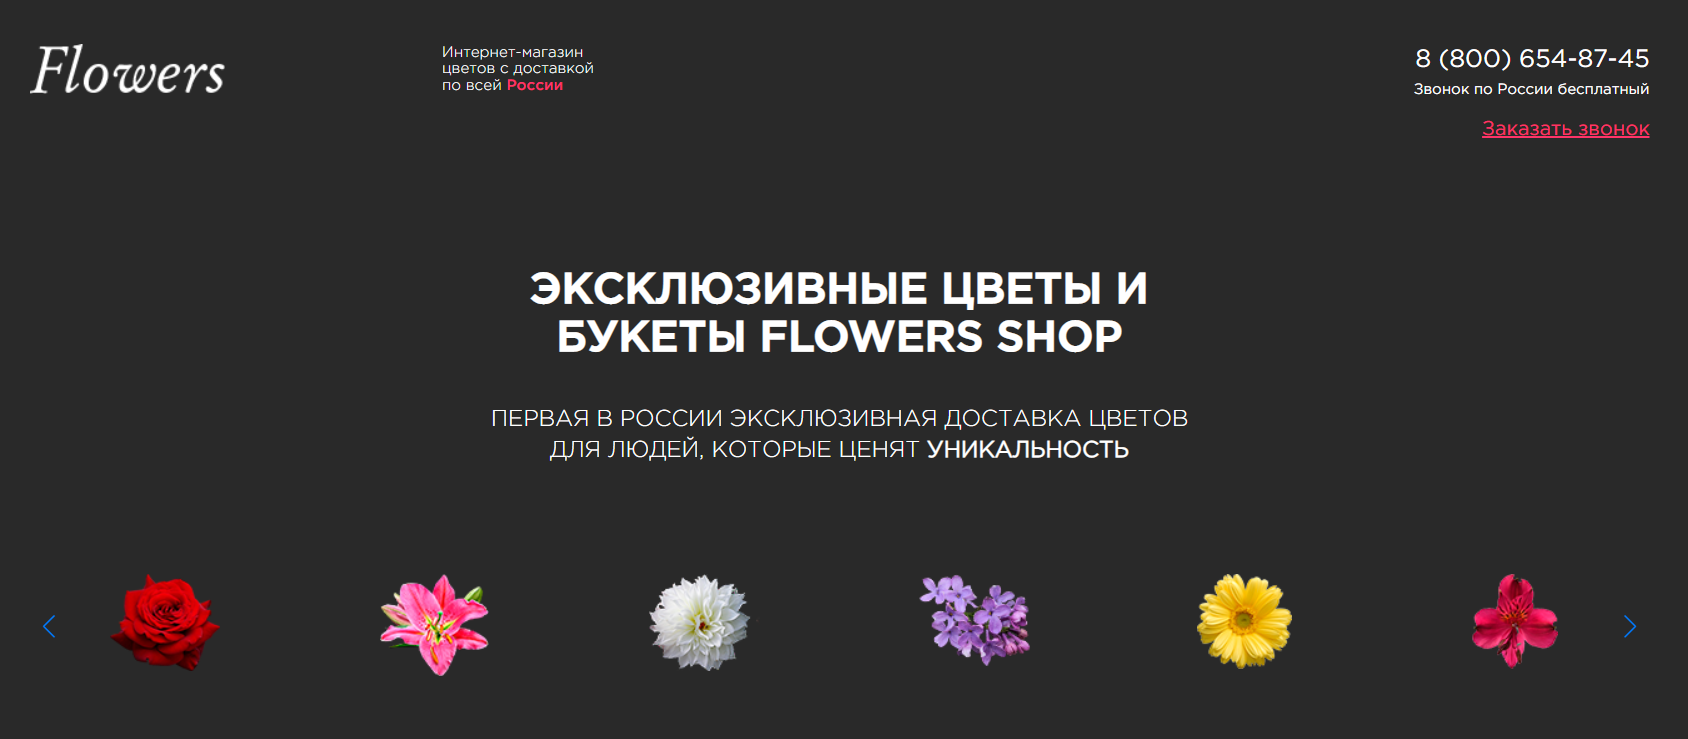 Flowers
Интернет-магазин
цветов с доставкой
по всей России
8 (800) 654-87-45
Звонок по России бесплатный
Заказать звонок
ЭКСКЛЮЗИВНЫЕ ЦВЕТЫ И
БУКЕТЫ FLOWERS SHOP
ПЕРВАЯ В РОССИИ ЭКСКЛЮЗИВНАЯ ДОСТАВКА ЦВЕТОВ
ДЛЯ ЛЮДЕЙ, КОТОРЫЕ ЦЕНЯТ УНИКАЛЬНОСТЬ